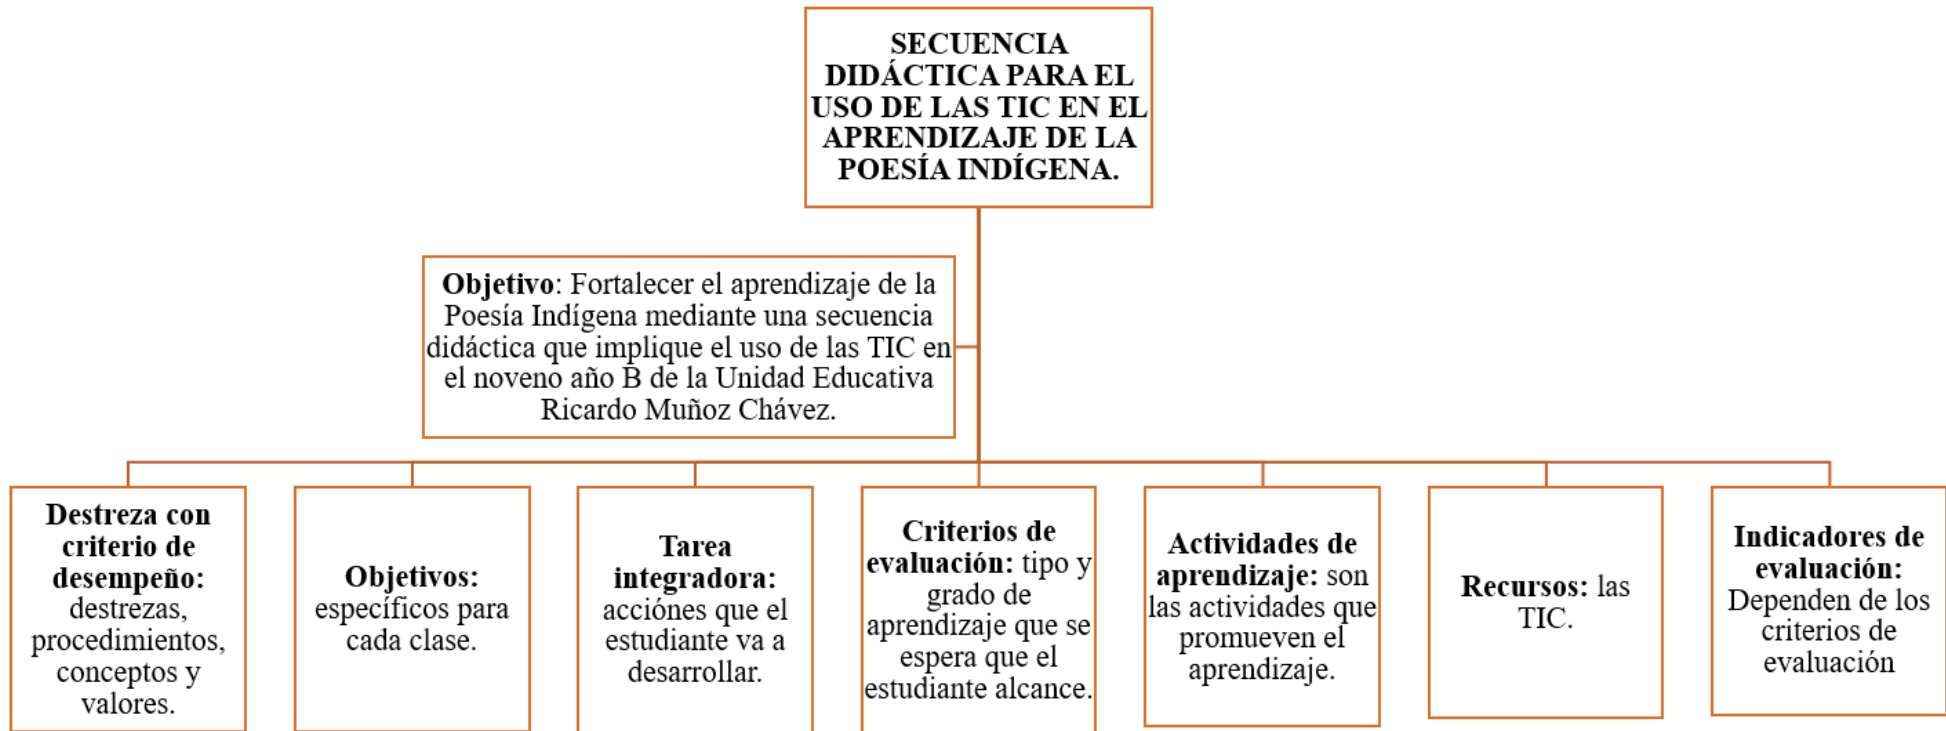 SECUENCIA
DIDÁCTICA PARA EL
USO DE LAS TIC EN EL
APRENDIZAJE DE LA
POESÍA INDÍGENA.
Objetivo: Fortalecer el aprendizaje de la
Poesía Indígena mediante una secuencia
didáctica que implique el uso de las TIC en
el noveno año B de la Unidad Educativa
Ricardo Muñoz Chávez.
Destreza con
criterio de
desempeño:
destrezas,
procedimientos,
conceptos y
valores.
Objetivos:
específicos para
cada clase.
Tarea
integradora:
acciónes que el
estudiante va a
desarrollar.
Criterios de
evaluación: tipo y
grado de
aprendizaje que se
espera que el
estudiante alcance.
Actividades de
aprendizaje: son
las actividades que
promueven el
aprendizaje.
Recursos: las
TIC.
Indicadores de
evaluación:
Dependen de los
criterios de
evaluación